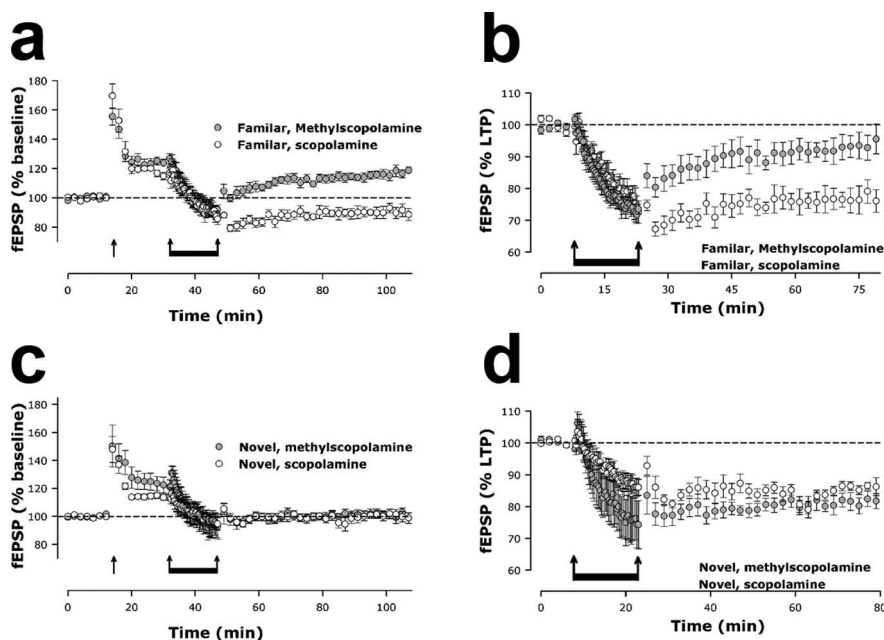 a
180
160
140
120
100
80
fEPSP (% baseline)
Familar, Methylscopolamine
Familar, scopolamine
0 20 40 60 80 100
Time (min)
b
110
100
90
80
70
60
fEPSP (% LTP)
Familar, Methylscopolamine
Familar, scopolamine
0 15 30 45 60 75
Time (min)
c
180
160
140
120
100
80
fEPSP (% baseline)
Novel, methylscopolamine
Novel, scopolamine
0 20 40 60 80 100
Time (min)
d
110
100
90
80
70
60
fEPSP (% LTP)
Novel, methylscopolamine
Novel, scopolamine
0 20 40 60 80
Time (min)